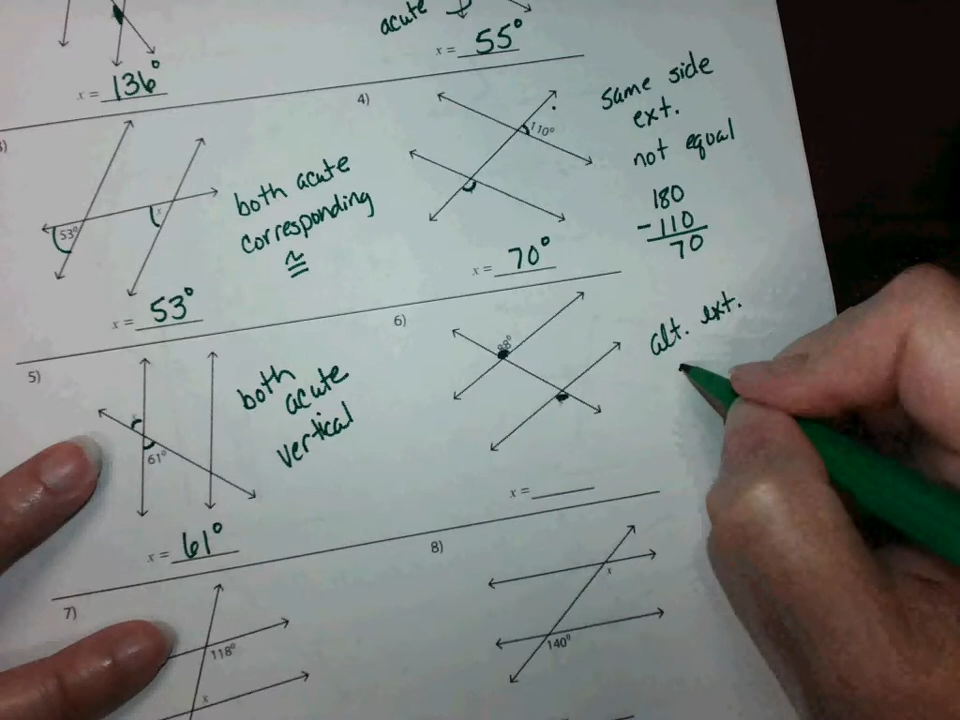 acute
x = 136°
x = 55°
53°
x
both acute
corresponding
≅
x = 53°
4)
110°
same side
ext.
not equal
180
-110
70
x = 70°
5)
61°
both
acute
vertical
x = 61°
6)
alt. ext.
x =
7)
118°
x
8)
x
140°